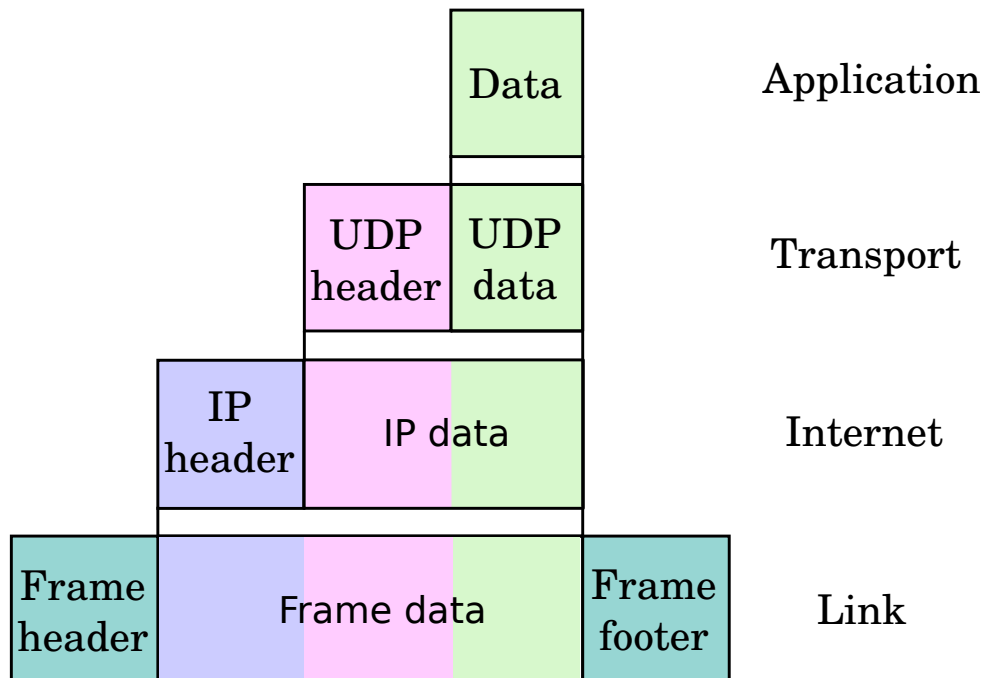 Data
Application
UDP
header
UDP
data
Transport
IP
header
IP data
Internet
Frame
header
Frame data
Frame
footer
Link